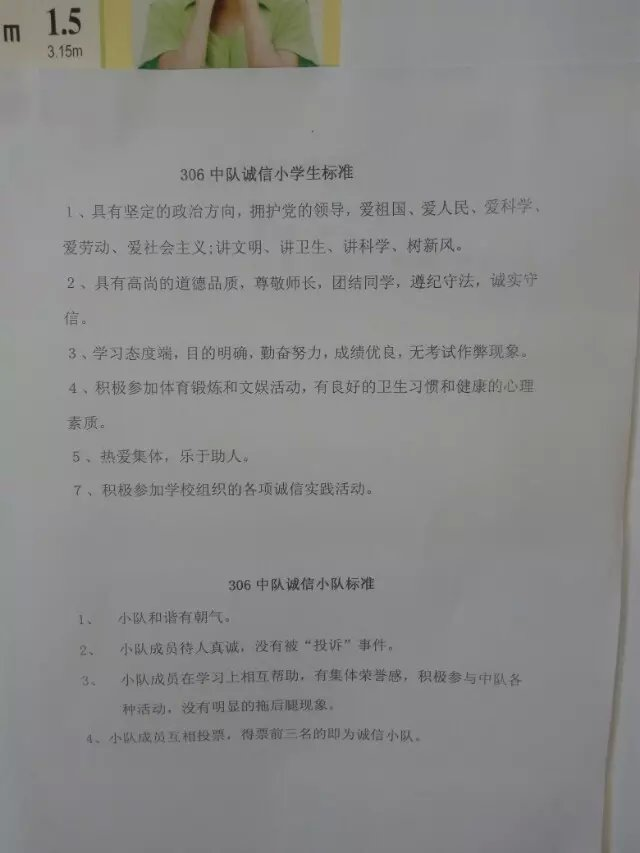 m 1.5
3.15m
306 中队诚信小学生标准
1、具有坚定的政治方向，拥护党的领导，爱祖国、爱人民、爱科学、
爱劳动、爱社会主义;讲文明、讲卫生、讲科学、树新风。
2、具有高尚的道德品质，尊敬师长，团结同学，遵纪守法，诚实守
信。
3、学习态度端，目的明确，勤奋努力，成绩优良，无考试作弊现象。
4、积极参加体育锻炼和文娱活动，有良好的卫生习惯和健康的心理
素质。
5、热爱集体，乐于助人。
7、积极参加学校组织的各项诚信实践活动。
306 中队诚信小队标准
1、 小队和谐有朝气。
2、 小队成员待人真诚，没有被“投诉”事件。
3、 小队成员在学习上相互帮助，有集体荣誉感，积极参与中队各
种活动，没有明显的拖后腿现象。
4、小队成员互相投票，得票前三名的即为诚信小队。